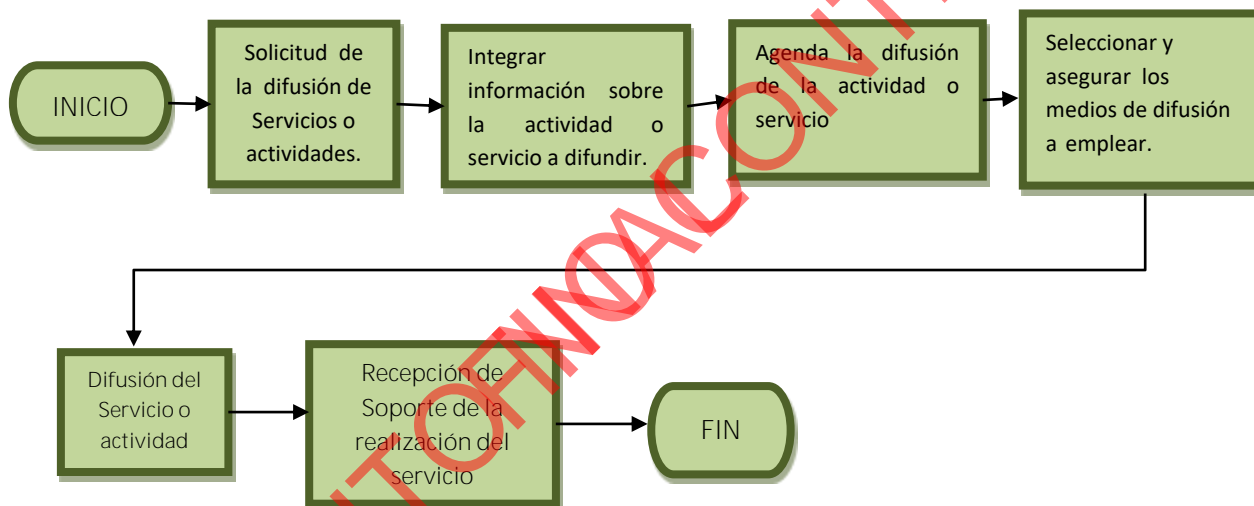 INICIO
Solicitud de
la difusión de
Servicios o
actividades.
Integrar
información sobre
la actividad o
servicio a difundir.
Agenda la difusión
de la actividad o
servicio
Seleccionar y
asegurar los
medios de difusión
a emplear.
Difusión del
Servicio o
actividad
Recepción de
Soporte de la
realización del
servicio
FIN